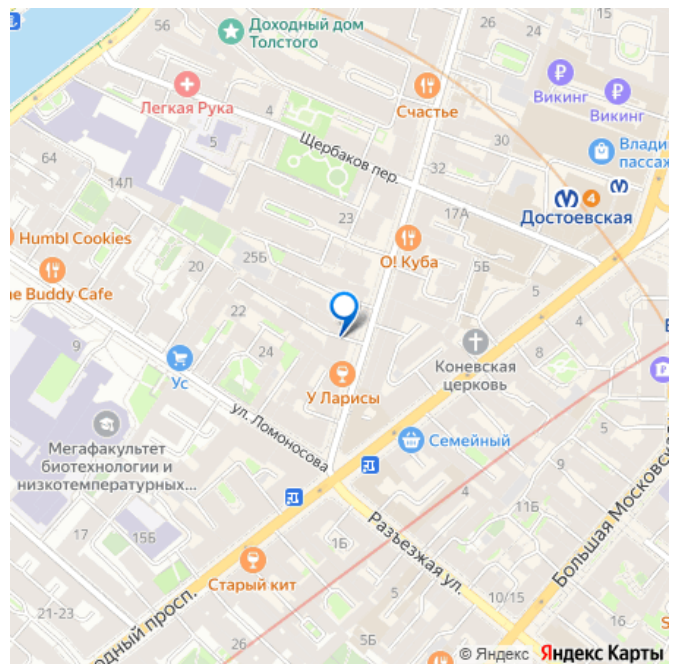 56
Доходный дом
Толстого
26
24
Викинг
Викинг
Легкая Рука
4
Счастье
5
Щербаков пер.
30
Влади
пассаж
64
14Л
32
4
Достоевская
23
17А
Humbl Cookies
О! Куба
20
25Б
5Б
e Buddy Cafe
5
22
4
9
24
Коневская
церковь
8
Ус
У Ларисы
ул. Ломоносова
Семейный
Мегафакультет
биотехнологии и
низкотемпературных...
5
9
4
17
15Б
1Б
11Б
Разъезжая ул.
Большая Московская
Старый кит
21-23
одный просп.
10/15
16
26
5Б
4
© Яндекс Яндекс Карты